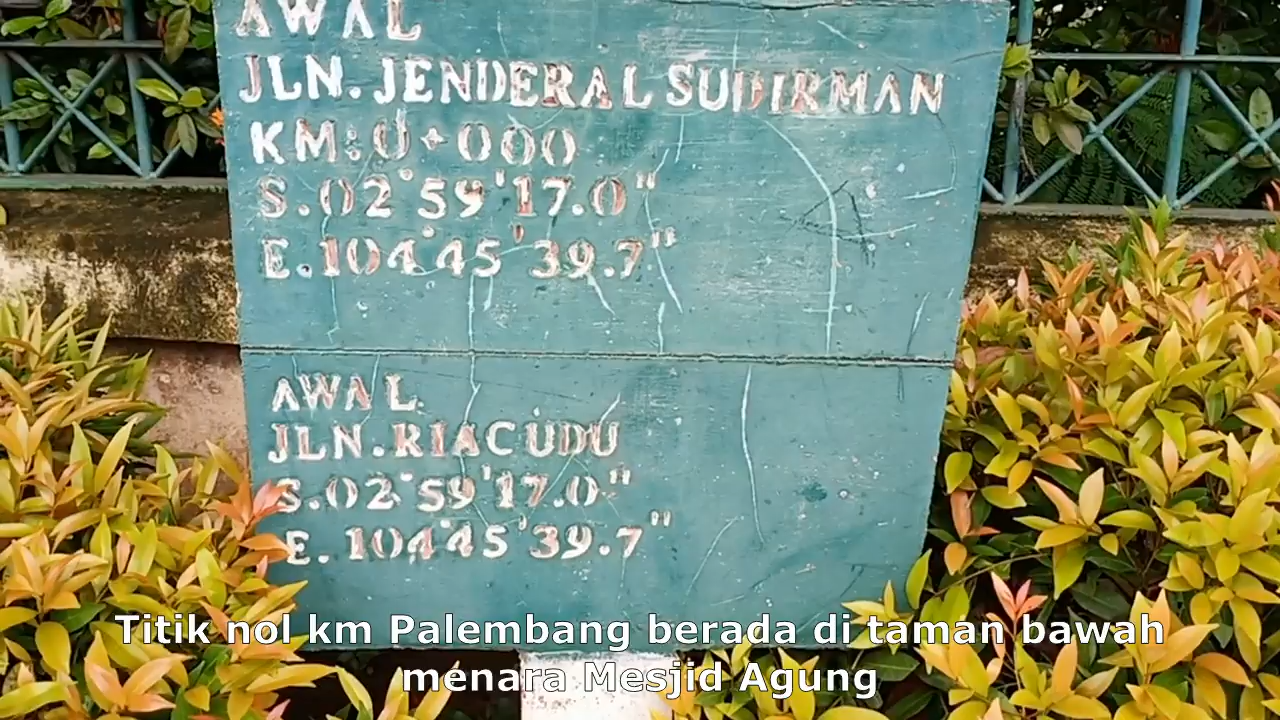 AWAL
JLN. JENDERAL SUDIRMAN
KM:0+000
S.02°59'17.0"
E.104°45'39.7"
AWAL
JLN.RIACUDU
S.02°59'17.0"
E.104°45'39.7"
Titik nol km Palembang berada di taman bawah
menara Mesjid Agung